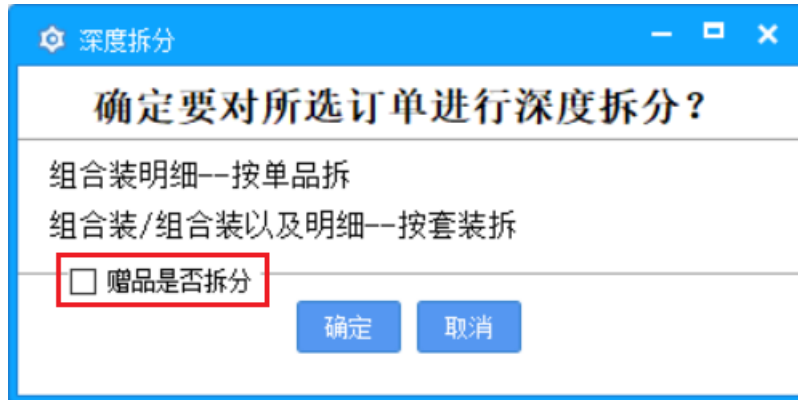 深度拆分
确定要对所选订单进行深度拆分？
组合装明细--按单品拆
组合装/组合装以及明细--按套装拆
赠品是否拆分
确定 取消